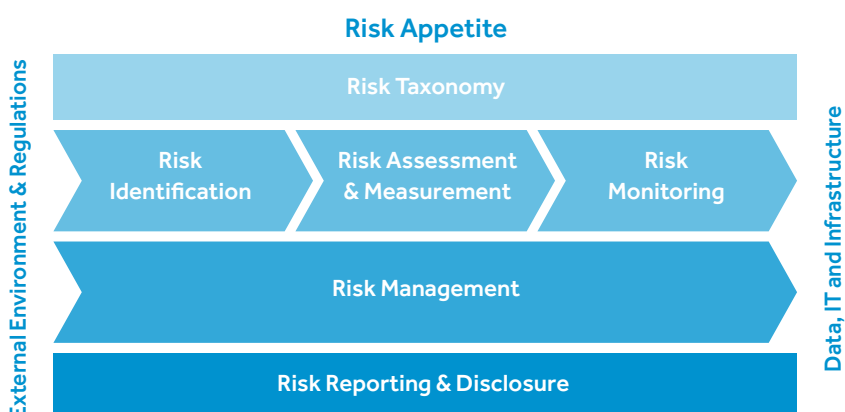 Risk Appetite
External Environment & Regulations
Risk Taxonomy
Risk
Identification
Risk Assessment
& Measurement
Risk
Monitoring
Risk Management
Risk Reporting & Disclosure
Data, IT and Infrastructure